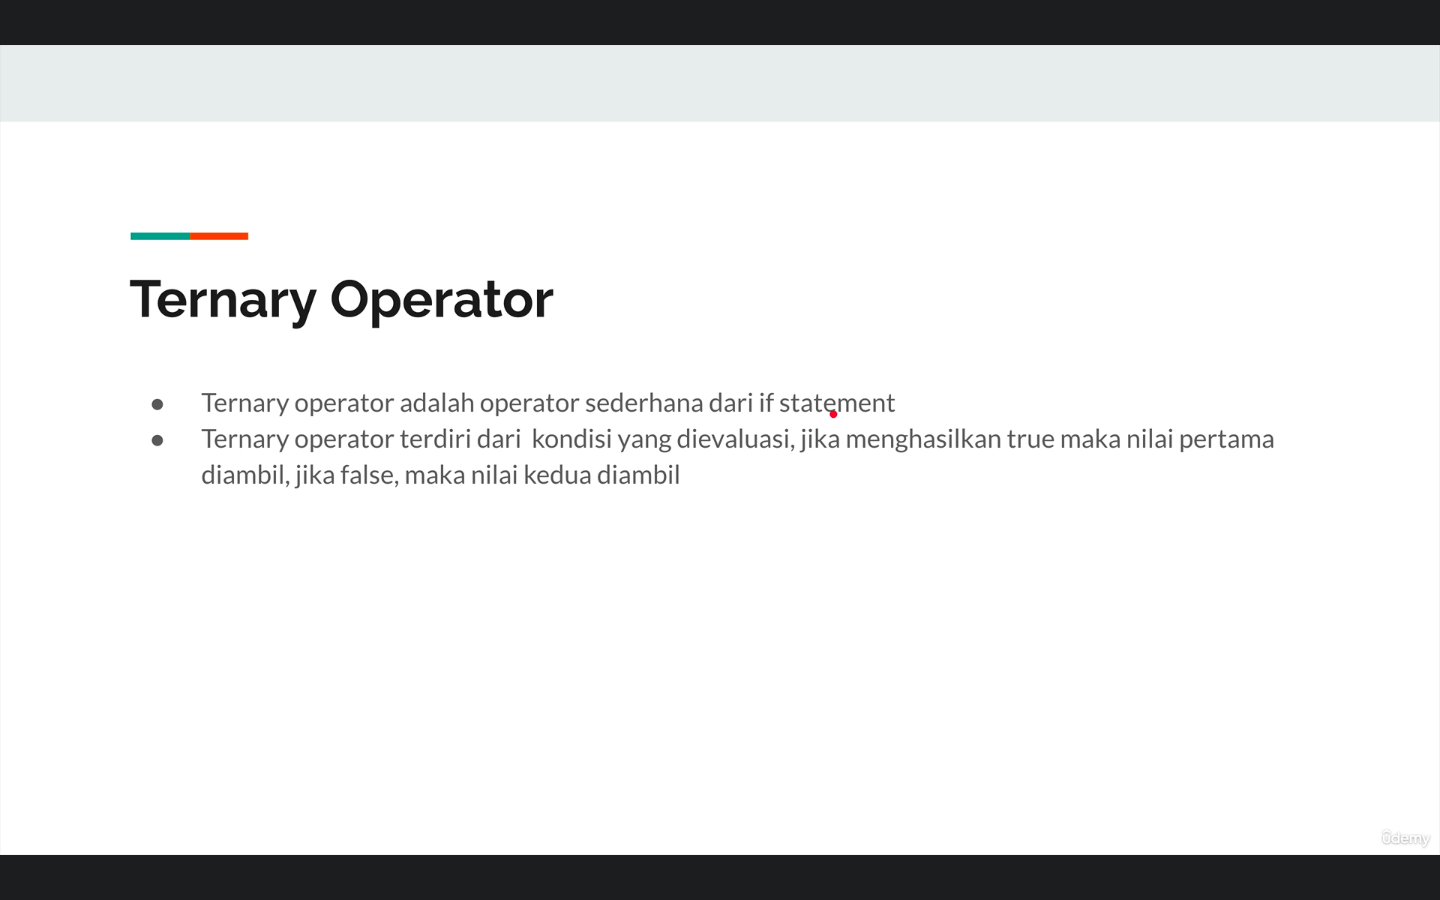 Ternary Operator
● Ternary operator adalah operator sederhana dari if statement
● Ternary operator terdiri dari  kondisi yang dievaluasi, jika menghasilkan true maka nilai pertama
diambil, jika false, maka nilai kedua diambil
ûdemy